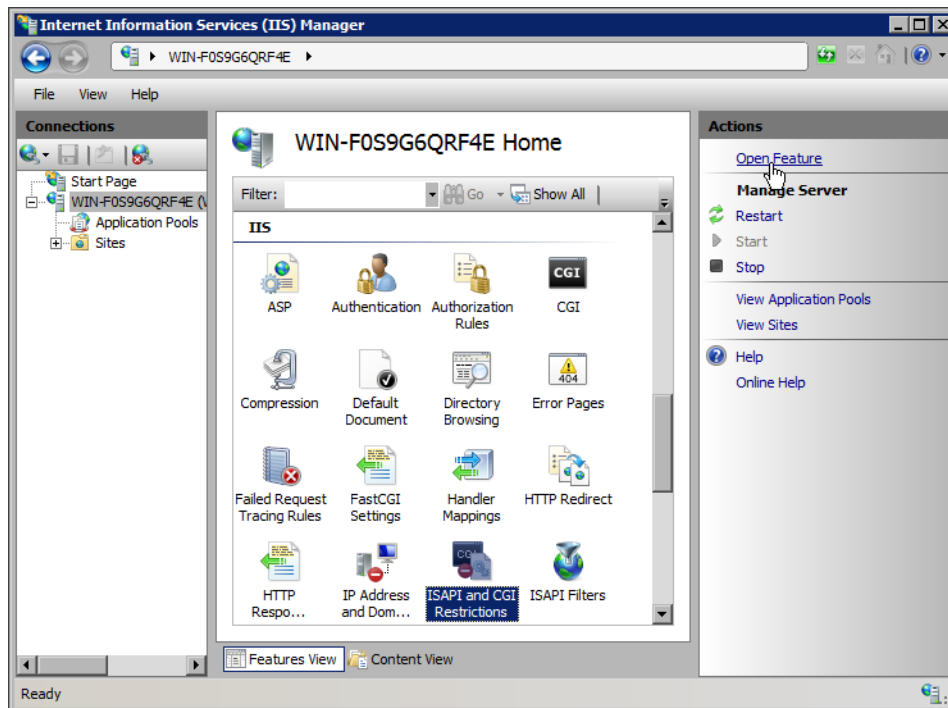 Internet Information Services (IIS) Manager
WIN-F0S9G6QRF4E
File View Help
Connections
Start Page
WIN-F0S9G6QRF4E (\
Application Pools
Sites
WIN-F0S9G6QRF4E Home
Filter: Go Show All
IIS
ASP
Authentication
Authorization
Rules
CGI
CGI
Compression
Default
Document
Directory
Browsing
404
Error Pages
Failed Request
Tracing Rules
FastCGI
Settings
Handler
Mappings
HTTP Redirect
HTTP
Respo...
IP Address
and Dom...
CGI
ISAPI and CGI
Restrictions
ISAPI Filters
Features View Content View
Actions
Open Feature
Manage Server
Restart
Start
Stop
View Application Pools
View Sites
Help
Online Help
Ready